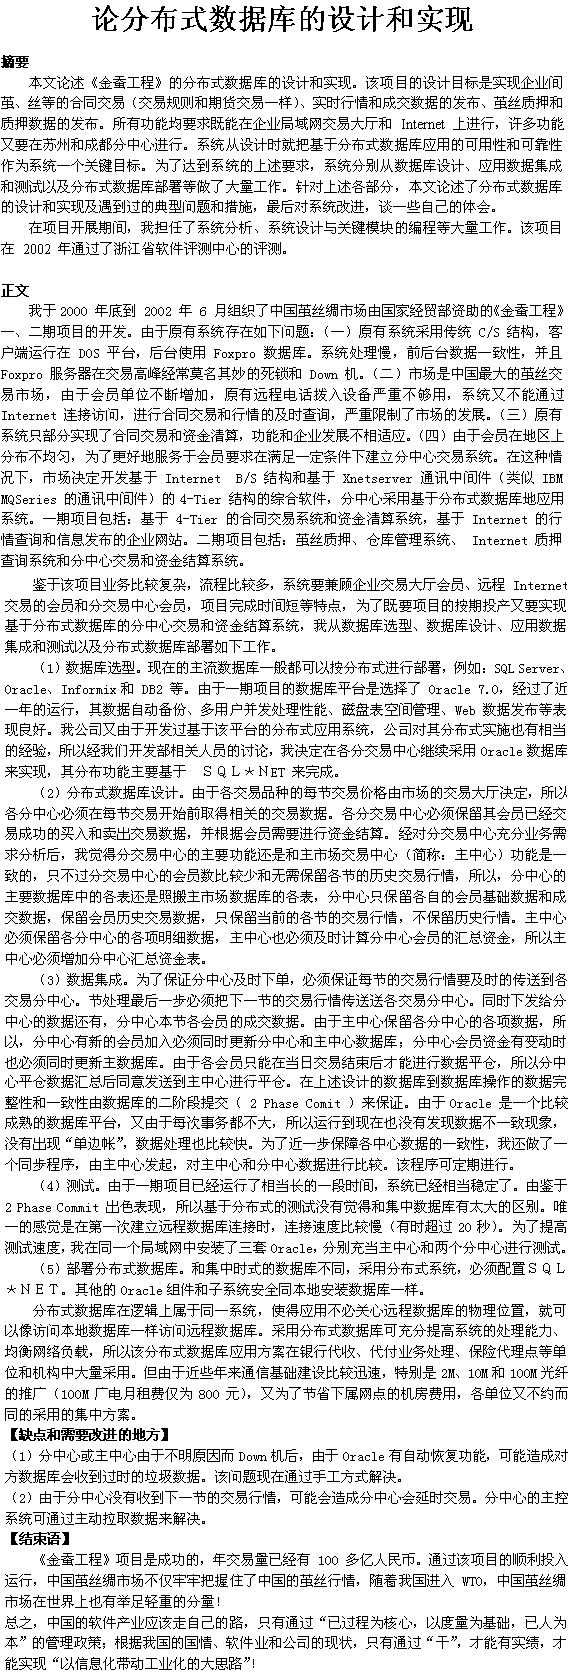 论分布式数据库的设计和实现
摘要
本文论述《金蚕工程》的分布式数据库的设计和实现。该项目的设计目标是实现企业间
茧、丝等的合同交易（交易规则和期货交易一样）、实时行情和成交数据的发布、茧丝质押和
质押数据的发布。所有功能均要求既能在企业局域网交易大厅和 Internet 上进行，许多功能
又要在苏州和成都分中心进行。系统从设计时就把基于分布式数据库应用的可用性和可靠性
作为系统一个关键目标。为了达到系统的上述要求，系统分别从数据库设计、应用数据集成
和测试以及分布式数据库部署等做了大量工作。针对上述各部分，本文论述了分布式数据库
的设计和实现及遇到过的典型问题和措施，最后对系统改进，谈一些自己的体会。
在项目开展期间，我担任了系统分析、系统设计与关键模块的编程等大量工作。该项目
在 2002 年通过了浙江省软件评测中心的评测。
正文
我于 2000 年底到 2002 年 6 月组织了中国茧丝绸市场由国家经贸部资助的《金蚕工程》
一、二期项目的开发。由于原有系统存在如下问题：（一）原有系统采用传统 C/S 结构，客
户端运行在 DOS 平台，后台使用 Foxpro 数据库。系统处理慢，前后台数据一致性，并且
Foxpro 服务器在交易高峰经常莫名其妙的死锁和 Down 机。（二）市场是中国最大的茧丝交
易市场，由于会员单位不断增加，原有远程电话拨入设备严重不够用，系统又不能通过
Internet 连接访问，进行合同交易和行情的及时查询，严重限制了市场的发展。（三）原有
系统只部分实现了合同交易和资金清算，功能和企业发展不相适应。（四）由于会员在地区上
分布不均匀，为了更好地服务于会员要求在满足一定条件下建立分中心交易系统。在这种情
况下，市场决定开发基于 Internet B/S 结构和基于 Xnetserver 通讯中间件（类似 IBM
MQSeries 的通讯中间件）的 4-Tier 结构的综合软件，分中心采用基于分布式数据库地应用
系统。一期项目包括：基于 4-Tier 的合同交易系统和资金清算系统，基于 Internet 的行
情查询和信息发布的企业网站。二期项目包括：茧丝质押、仓库管理系统、 Internet 质押
查询系统和分中心交易和资金结算系统。
鉴于该项目业务比较复杂，流程比较多，系统要兼顾企业交易大厅会员、远程 Internet
交易的会员和分交易中心会员，项目完成时间短等特点，为了既要项目的按期投产又要实现
基于分布式数据库的分中心交易和资金结算系统，我从数据库选型、数据库设计、应用数据
集成和测试以及分布式数据库部署如下工作。
（1）数据库选型。现在的主流数据库一般都可以按分布式进行部署，例如：SQL Server、
Oracle、Informix 和 DB2 等。由于一期项目的数据库平台是选择了 Oracle 7.0，经过了近
一年的运行，其数据自动备份、多用户并发处理性能、磁盘表空间管理、Web 数据发布等表
现良好。我公司又由于开发过基于该平台的分布式应用系统，公司对其分布式实施也有相当
的经验，所以经我们开发部相关人员的讨论，我决定在各分交易中心继续采用 Oracle 数据库
来实现，其分布功能主要基于 ＳＱＬ＊ＮET 来完成。
（2）分布式数据库设计。由于各交易品种的每节交易价格由市场的交易大厅决定，所以
各分中心必须在每节交易开始前取得相关的交易数据。各分交易中心必须保留其会员已经交
易成功的买入和卖出交易数据，并根据会员需要进行资金结算。经对分交易中心充分业务需
求分析后，我觉得分交易中心的主要功能还是和主市场交易中心（简称：主中心）功能是一
致的，只不过分交易中心的会员数比较少和无需保留各节的历史交易行情，所以，分中心的
主要数据库中的各表还是照搬主市场数据库的各表，分中心只保留各自的会员基础数据和成
交数据，保留会员历史交易数据，只保留当前的各节的交易行情，不保留历史行情。主中心
必须保留各分中心的各项明细数据，主中心也必须及时计算分中心会员的汇总资金，所以主
中心必须增加分中心汇总资金表。
（3）数据集成。为了保证分中心及时下单，必须保证每节的交易行情要及时的传送到各
交易分中心。节处理最后一步必须把下一节的交易行情传送送各交易分中心。同时下发给分
中心的数据还有，分中心本节各会员的成交数据。由于主中心保留各分中心的各项数据，所
以，分中心有新的会员加入必须同时更新分中心和主中心数据库；分中心会员资金有变动时
也必须同时更新主数据库。由于各会员只能在当日交易结束后才能进行数据平仓，所以分中
心平仓数据汇总后同意发送到主中心进行平仓。在上述设计的数据库到数据库操作的数据完
整性和一致性由数据库的二阶段提交（ 2 Phase Comit ）来保证。由于 Oracle 是一个比较
成熟的数据库平台，又由于每次事务都不大，所以运行到现在也没有发现数据不一致现象，
没有出现“单边帐”，数据处理也比较快。为了近一步保障各中心数据的一致性，我还做了一
个同步程序，由主中心发起，对主中心和分中心数据进行比较。该程序可定期进行。
（4）测试。由于一期项目已经运行了相当长的一段时间，系统已经相当稳定了。由鉴于
2 Phase Commit 出色表现，所以基于分布式的测试没有觉得和集中数据库有太大的区别。唯
一的感觉是在第一次建立远程数据库连接时，连接速度比较慢（有时超过 20 秒）。为了提高
测试速度，我在同一个局域网中安装了三套 Oracle，分别充当主中心和两个分中心进行测试。
（5）部署分布式数据库。和集中时式的数据库不同，采用分布式系统，必须配置ＳＱＬ
＊ＮＥＴ。其他的 Oracle 组件和子系统安全同本地安装数据库一样。
分布式数据库在逻辑上属于同一系统，使得应用不必关心远程数据库的物理位置，就可
以像访问本地数据库一样访问远程数据库。采用分布式数据库可充分提高系统的处理能力、
均衡网络负载，所以该分布式数据库应用方案在银行代收、代付业务处理、保险代理点等单
位和机构中大量采用。但由于近些年来通信基础建设比较迅速，特别是 2M、10M 和 100M 光纤
的推广（100M 广电月租费仅为 800 元），又为了节省下属网点的机房费用，各单位又不约而
同的采用的集中方案。
【缺点和需要改进的地方】
（1）分中心或主中心由于不明原因而 Down 机后，由于 Oracle 有自动恢复功能，可能造成对
方数据库会收到过时的垃圾数据。该问题现在通过手工方式解决。
（2）由于分中心没有收到下一节的交易行情，可能会造成分中心会延时交易。分中心的主控
系统可通过主动拉取数据来解决。
【结束语】
《金蚕工程》项目是成功的，年交易量已经有 100 多亿人民币。通过该项目的顺利投入
运行，中国茧丝绸市场不仅牢牢把握住了中国的茧丝行情，随着我国进入 WTO，中国茧丝绸
市场在世界上也有举足轻重的分量！
总之，中国的软件产业应该走自己的路，只有通过“已过程为核心，以度量为基础，已人为
本”的管理政策；根据我国的国情、软件业和公司的现状，只有通过“干”，才能有实绩，才
能实现“以信息化带动工业化的大思路”！